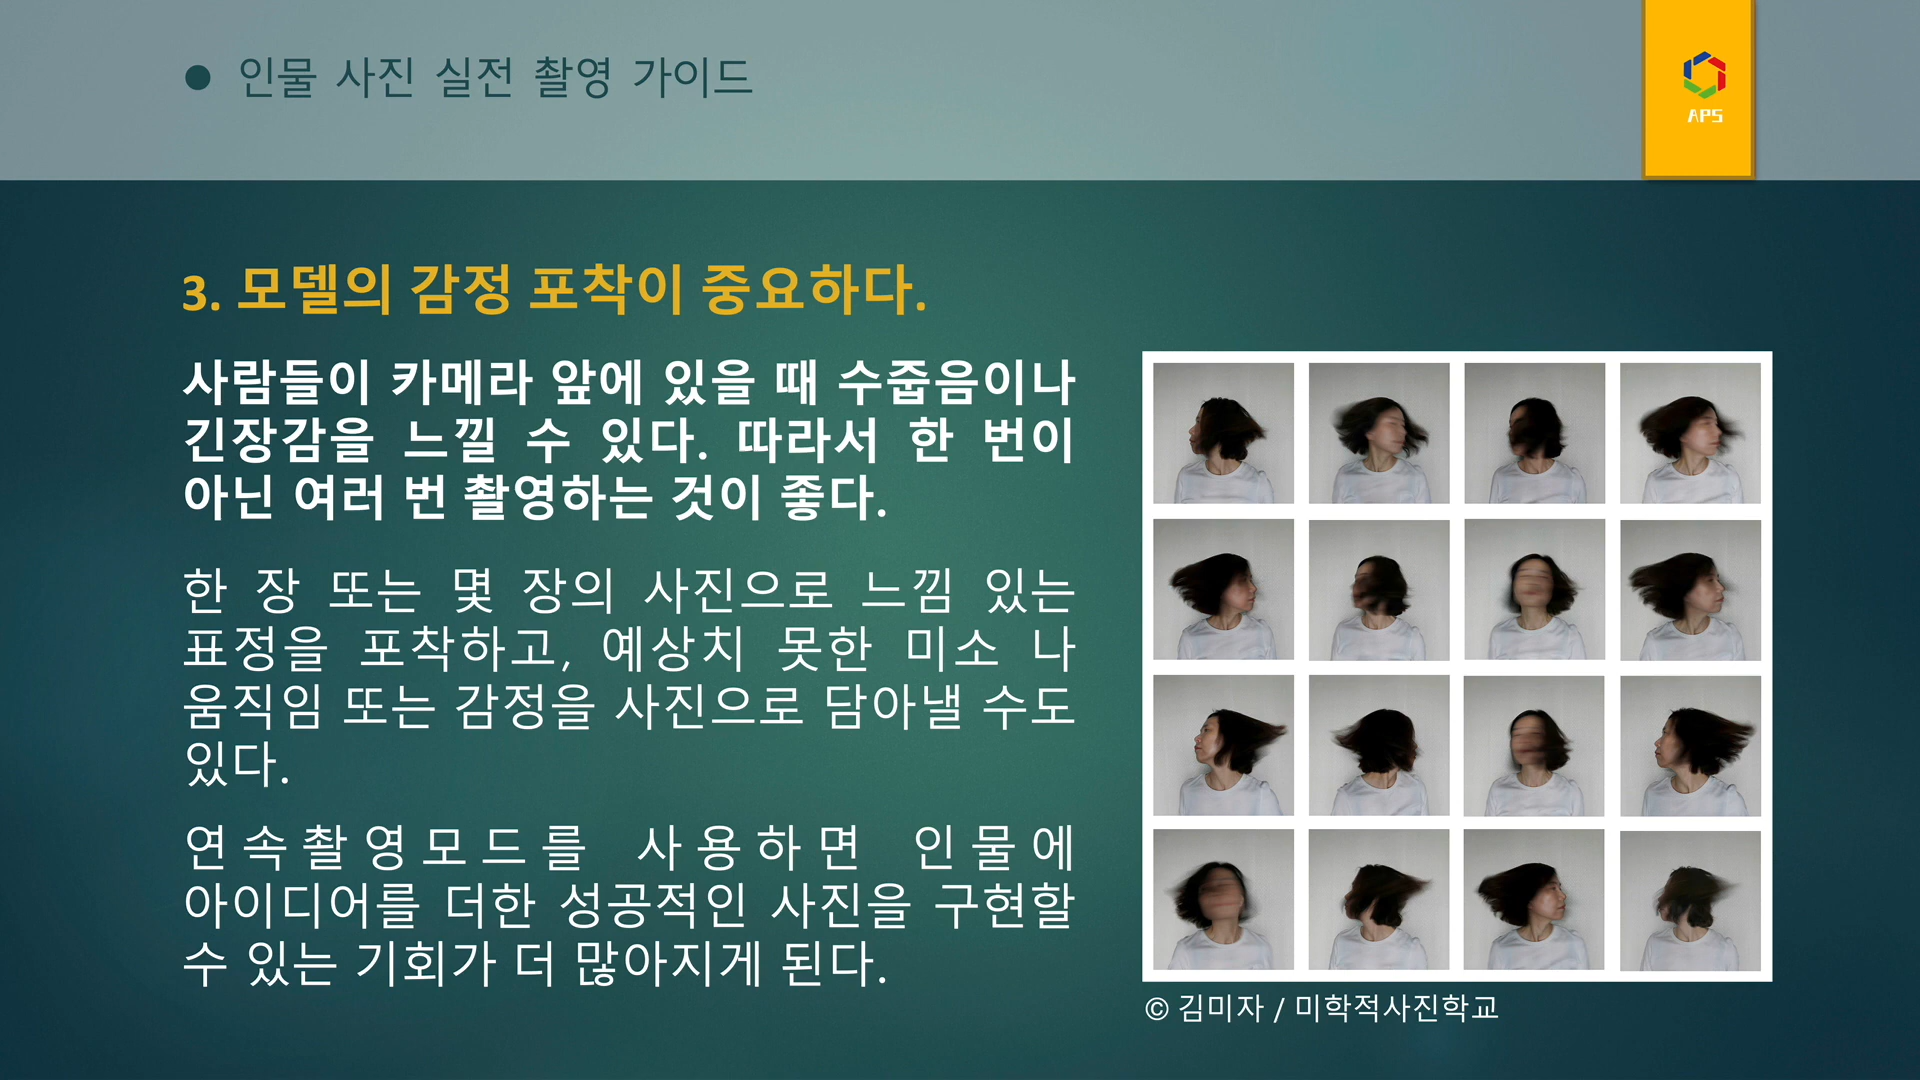 ● 인물 사진 실전 촬영 가이드
APS
3. 모델의 감정 포착이 중요하다.
사람들이 카메라 앞에 있을 때 수줍음이나
긴장감을 느낄 수 있다. 따라서 한 번이
아닌 여러 번 촬영하는 것이 좋다.
한 장 또는 몇 장의 사진으로 느낌 있는
표정을 포착하고, 예상치 못한 미소 나
움직임 또는 감정을 사진으로 담아낼 수도
있다.
연속촬영모드를 사용하면 인물에
아이디어를 더한 성공적인 사진을 구현할
수 있는 기회가 더 많아지게 된다.
© 김미자 / 미학적사진학교